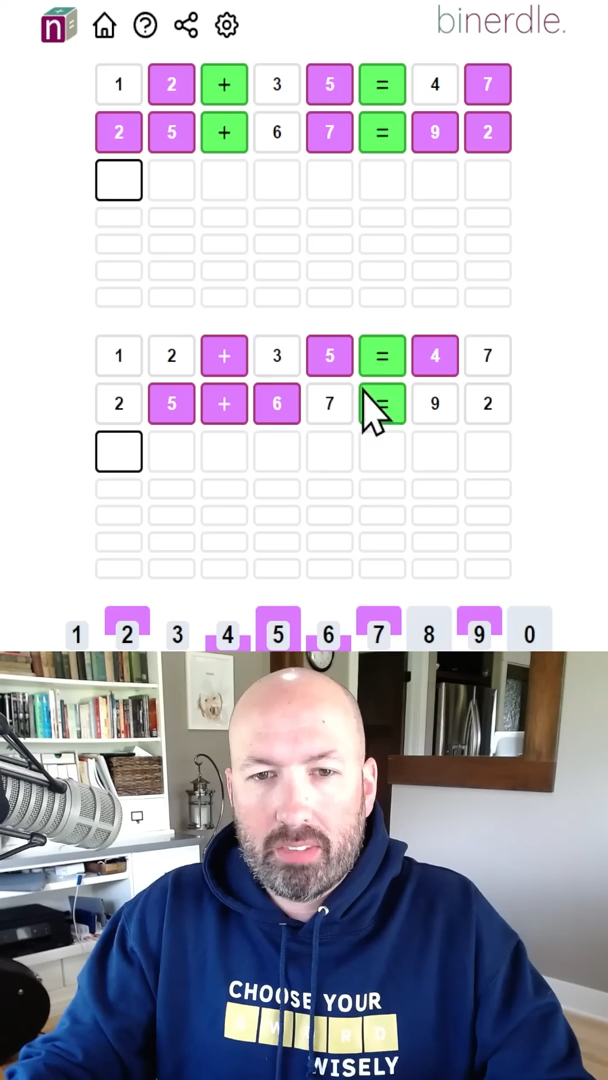 n =
binerdle.
1 2 + 3 5 = 4 7
2 5 + 6 7 = 9 2
1 2 + 3 5 = 4 7
2 5 + 6 7 = 9 2
1 2 3 4 5 6 7 8 9 0
CHOOSE YOUR
WORD
WISELY